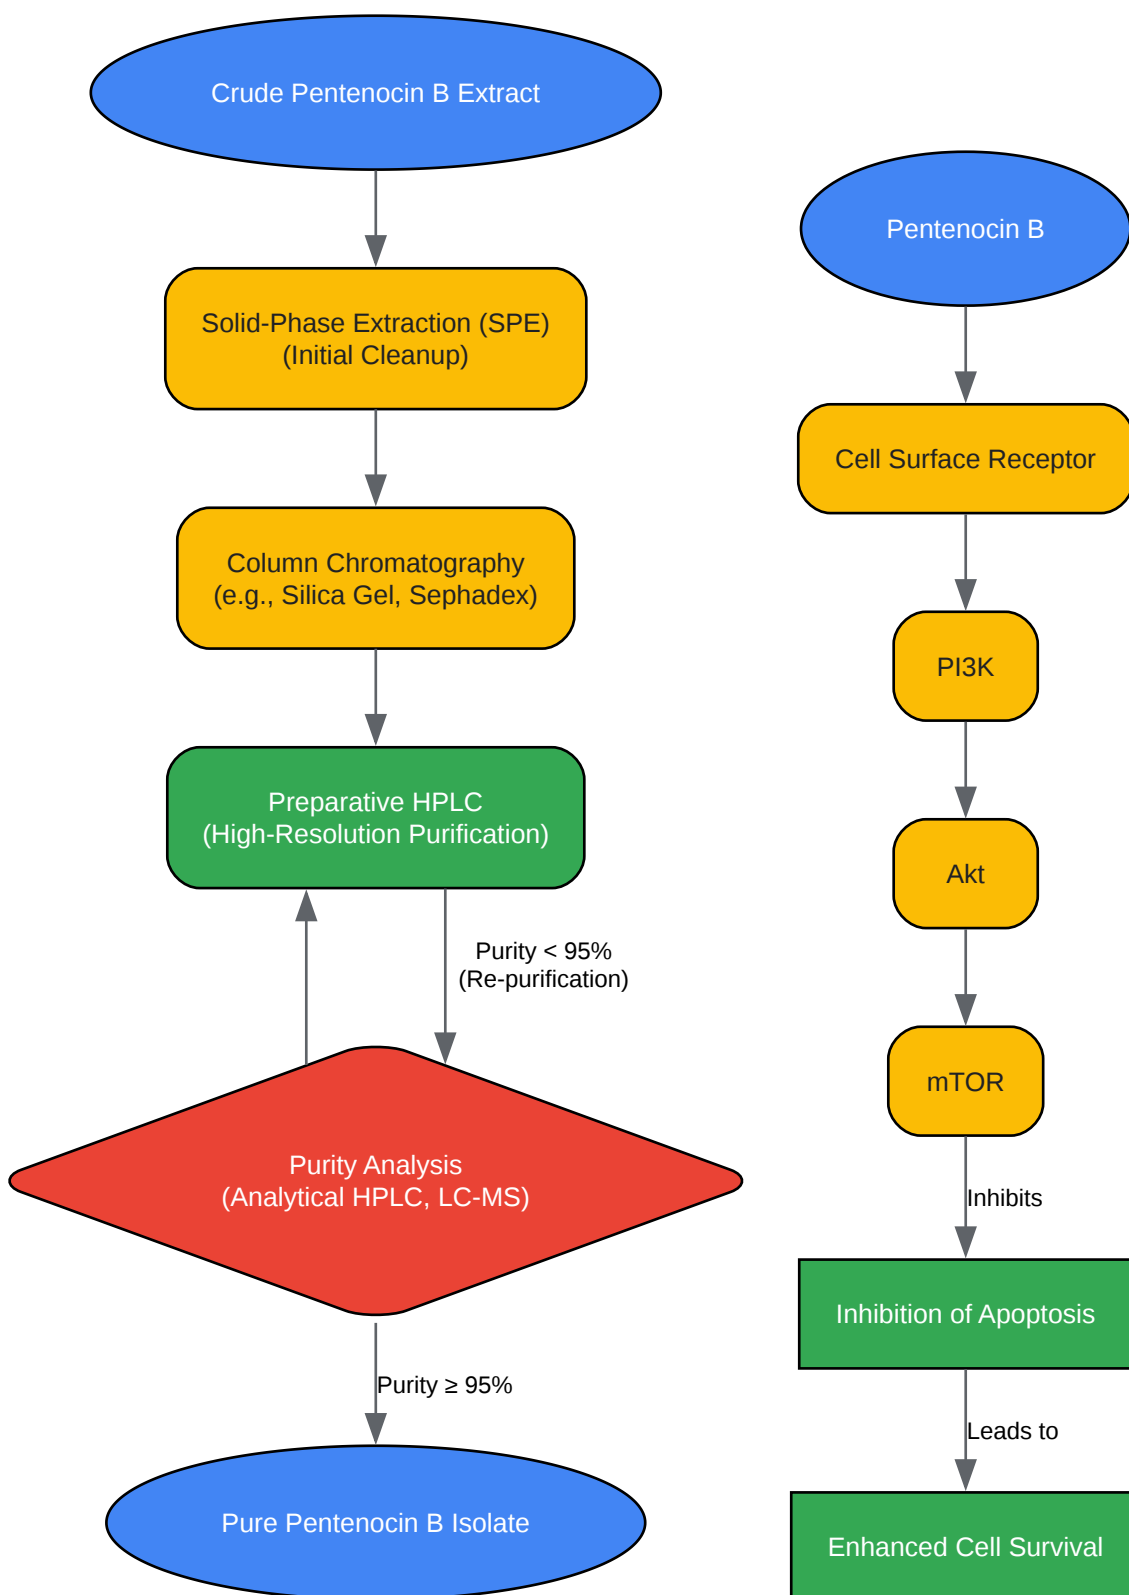 Crude Pentenocin B Extract
Solid-Phase Extraction (SPE)
(Initial Cleanup)
Column Chromatography
(e.g., Silica Gel, Sephadex)
Preparative HPLC
(High-Resolution Purification)
Purity < 95%
(Re-purification)
Purity Analysis
(Analytical HPLC, LC-MS)
Purity ≥ 95%
Pure Pentenocin B Isolate
Pentenocin B
Cell Surface Receptor
PI3K
Akt
mTOR
Inhibits
Inhibition of Apoptosis
Leads to
Enhanced Cell Survival